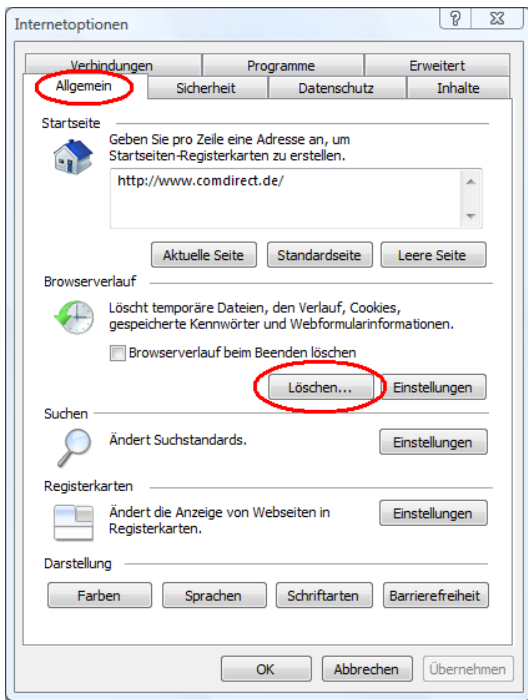 Internetoptionen
Verbindungen Programme Erweitert
Allgemein Sicherheit Datenschutz Inhalte
Startseite
Geben Sie pro Zeile eine Adresse an, um
Startseiten-Registerkarten zu erstellen.
http://www.comdirect.de/
Aktuelle Seite Standardseite Leere Seite
Browserverlauf
Löscht temporäre Dateien, den Verlauf, Cookies,
gespeicherte Kennwörter und Webformularinformationen.
Browserverlauf beim Beenden löschen
Löschen... Einstellungen
Suchen
Ändert Suchstandards.
Einstellungen
Registerkarten
Ändert die Anzeige von Webseiten in
Registerkarten.
Einstellungen
Darstellung
Farben Sprachen Schriftarten Barrierefreiheit
OK Abbrechen Übernehmen